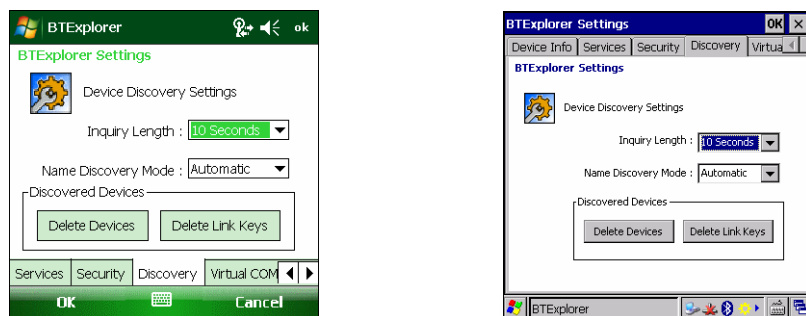 BTExplorer ok
BTExplorer Settings
Device Discovery Settings
Inquiry Length : 10 Seconds
Name Discovery Mode : Automatic
Discovered Devices
Delete Devices Delete Link Keys
Services Security Discovery Virtual COM
OK Cancel
BTExplorer Settings OK ×
Device Info Services Security Discovery Virtua
BTExplorer Settings
Device Discovery Settings
Inquiry Length : 10 Seconds
Name Discovery Mode : Automatic
Discovered Devices
Delete Devices Delete Link Keys
BTExplorer